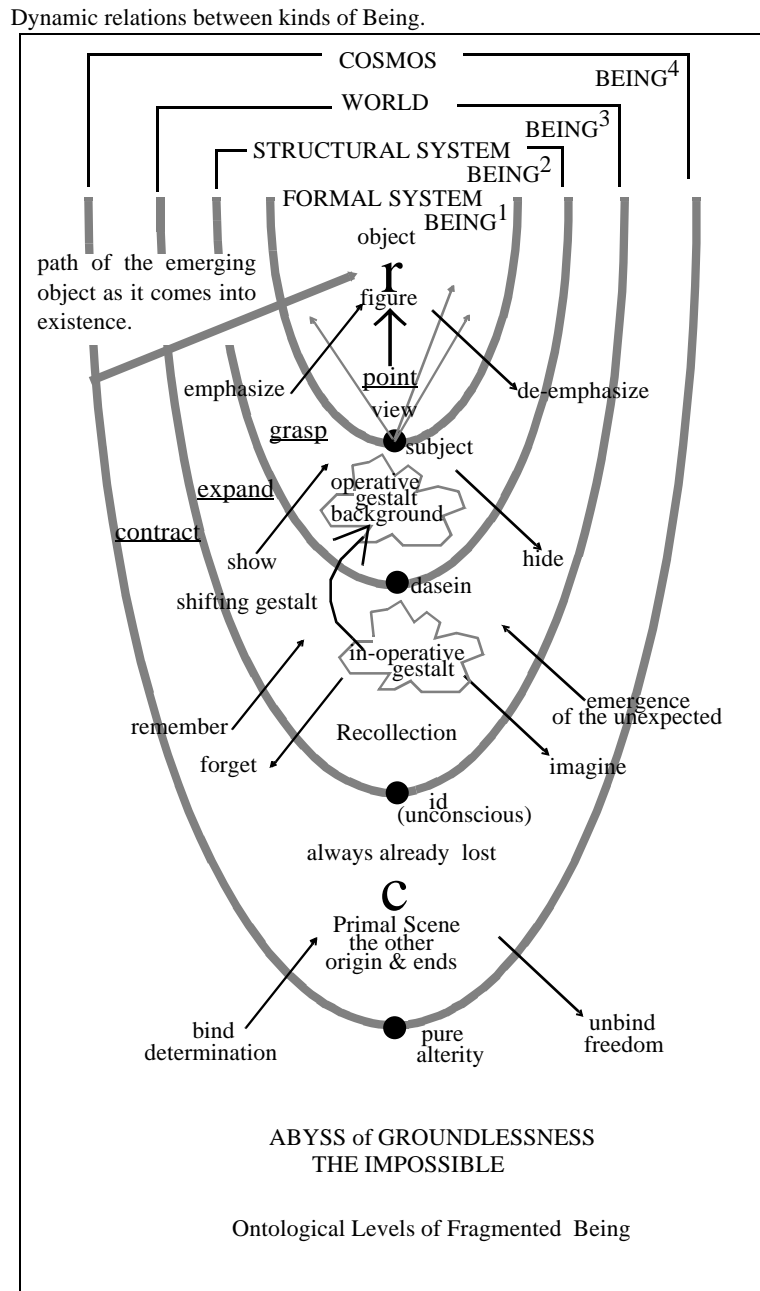 Dynamic relations between kinds of Being.
COSMOS
BEING4
WORLD
BEING3
STRUCTURAL SYSTEM
BEING2
FORMAL SYSTEM
BEING1
object
path of the emerging
object as it comes into
existence.
r
figure
point
emphasize
de-emphasize
view
grasp
subject
operative
gestalt
background
expand
contract
show
hide
dasein
shifting gestalt
in-operative
gestalt
emergence
of the unexpected
remember
Recollection
forget
imagine
id
(unconscious)
always already lost
c
Primal Scene
the other
origin & ends
bind
determination
pure
alterity
unbind
freedom
ABYSS of GROUNDLESSNESS
THE IMPOSSIBLE
Ontological Levels of Fragmented Being